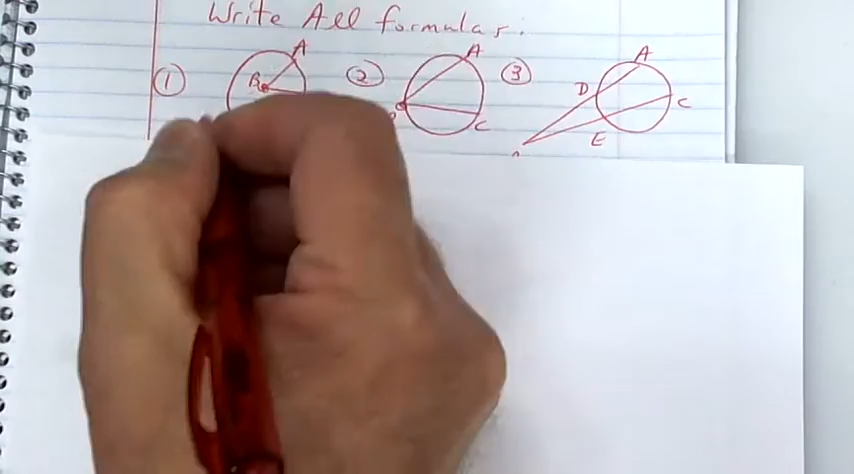 Write All formulas:
① ② ③
A A A
B D C
C E